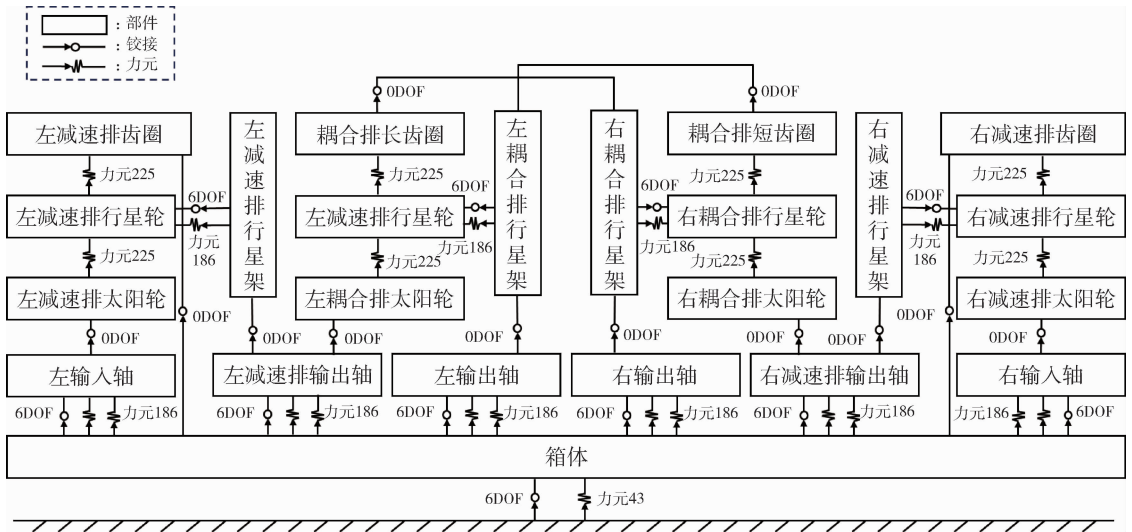 ：部件
：铰接
：力元
0DOF
0DOF
左减速排齿圈
左减速排行星架
耦合排长齿圈
左耦合排行星架
右耦合排行星架
耦合排短齿圈
右减速排行星架
右减速排齿圈
力元225
力元225
力元225
力元225
6DOF
6DOF
6DOF
6DOF
左减速排行星轮
左减速排行星轮
右耦合排行星轮
右减速排行星轮
力元
186
力元186
力元186
力元
186
力元225
力元225
力元225
力元225
左减速排太阳轮
左耦合排太阳轮
右耦合排太阳轮
右减速排太阳轮
0DOF
0DOF
0DOF
0DOF
0DOF
0DOF
0DOF
0DOF
0DOF
0DOF
左输入轴
左减速排输出轴
左输出轴
右输出轴
右减速排输出轴
右输入轴
6DOF
力元186
6DOF
力元186
6DOF
力元186
6DOF
力元186
6DOF
力元186
力元186
6DOF
箱体
6DOF
力元43